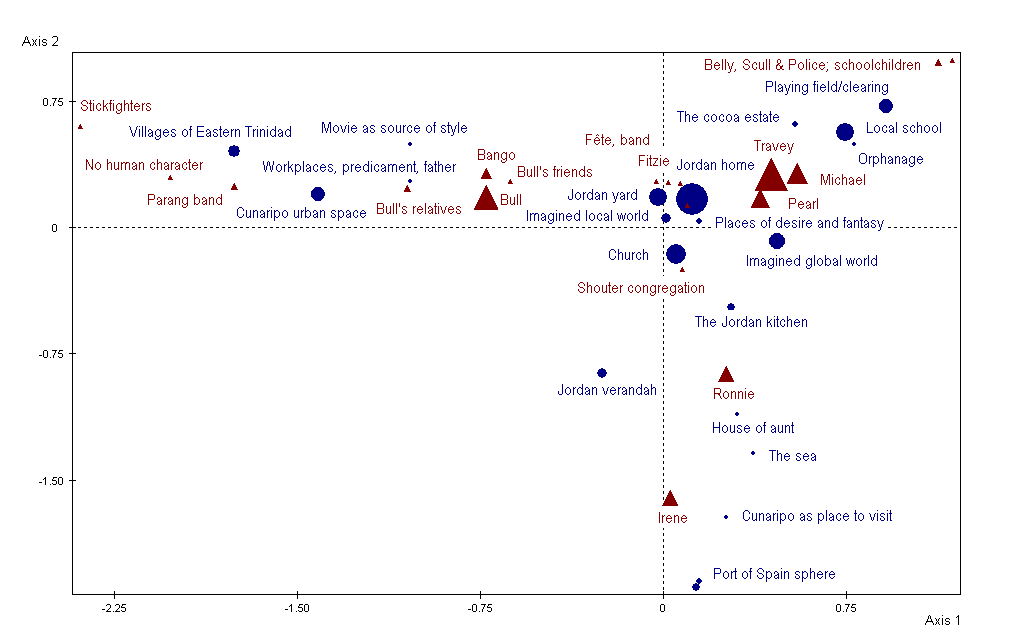 Axis 2
Belly, Scull & Police; schoolchildren
Playing field/clearing
0.75
Stickfighters
The cocoa estate
Villages of Eastern Trinidad
Movie as source of style
Local school
Fête, band
Travey
Bango
Fitzie
Orphanage
No human character
Workplaces, predicament, father
Bull's friends
Jordan home
Michael
Parang band
Jordan yard
Bull
Pearl
Cunaripo urban space
Bull's relatives
Imagined local world
Places of desire and fantasy
0
Church
Imagined global world
Shouter congregation
The Jordan kitchen
-0.75
Jordan verandah
Ronnie
House of aunt
The sea
-1.50
Irene
Cunaripo as place to visit
Port of Spain sphere
-2.25
-1.50
-0.75
0
0.75
Axis 1